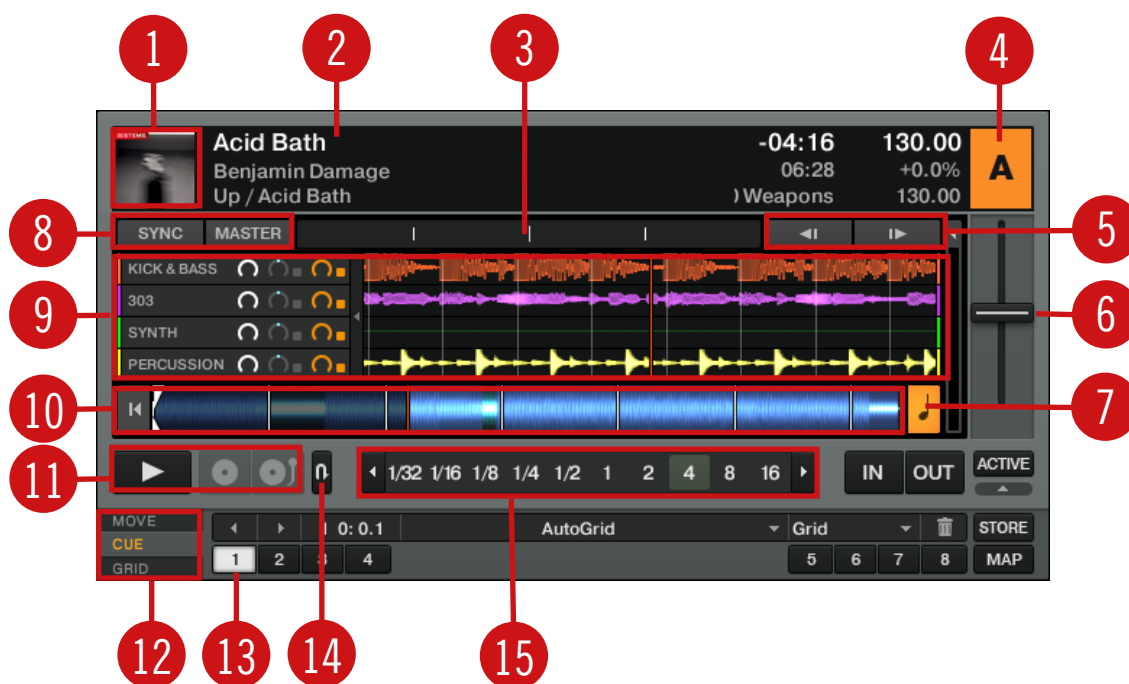 1 2 3 4
STEMS
Acid Bath -04:16 130.00 A
Benjamin Damage 06:28 +0.0%
Up / Acid Bath Weapons 130.00
8 SYNC MASTER 5
KICK & BASS
9 303 6
SYNTH
PERCUSSION
10 7
11 1/32 1/16 1/8 1/4 1/2 1 2 4 8 16 IN OUT ACTIVE
MOVE
CUE 0: 0.1 AutoGrid Grid STORE
GRID 1 2 3 4 5 6 7 8 MAP
12 13 14 15